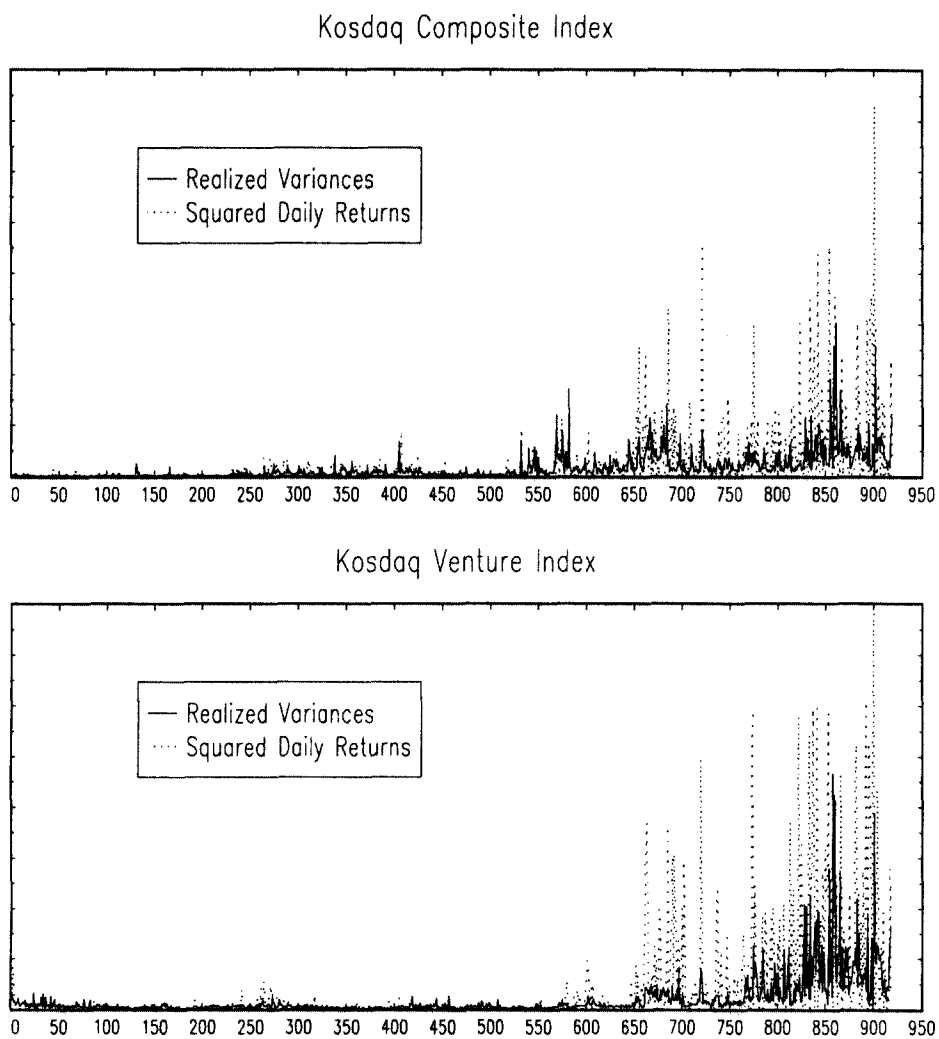 Kosdaq Composite Index
Realized Variances
Squared Daily Returns
0 50 100 150 200 250 300 350 400 450 500 550 600 650 700 750 800 850 900 950
Kosdaq Venture Index
Realized Variances
Squared Daily Returns
0 50 100 150 200 250 300 350 400 450 500 550 600 650 700 750 800 850 900 950